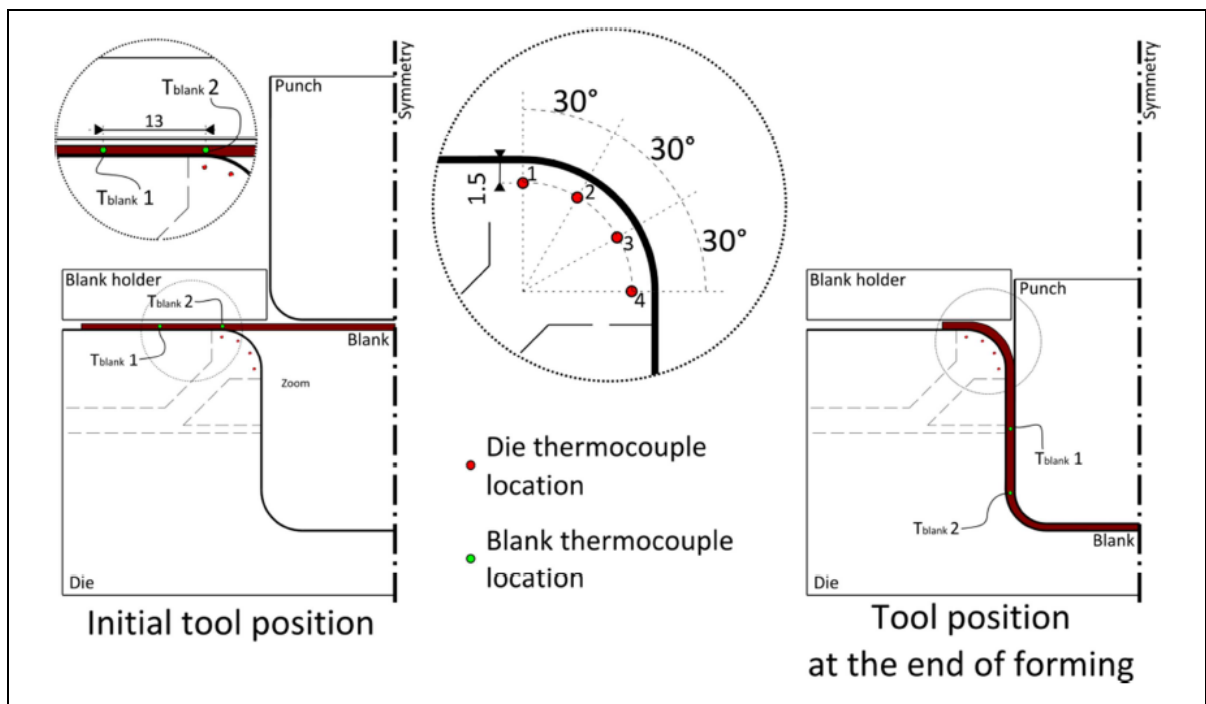 Tblank 2
13
Tblank 1
Punch
Symmetry
Blank holder
Tblank 2
Tblank 1
Blank
Zoom
Die
Initial tool position
30°
30°
30°
1.5
1
2
3
4
Die thermocouple
location
Blank thermocouple
location
Symmetry
Blank holder
Punch
Tblank 1
Tblank 2
Blank
Die
Tool position
at the end of forming